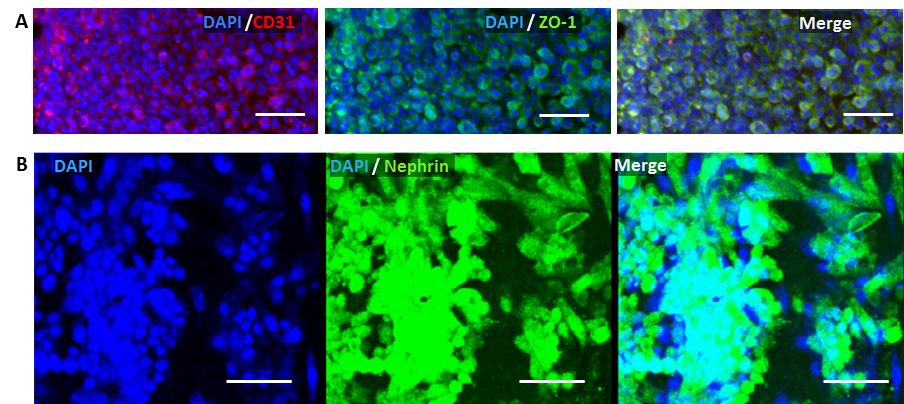 A
DAPI/CD31
DAPI/ ZO-1
Merge
B
DAPI
DAPI/ Nephrin
Merge